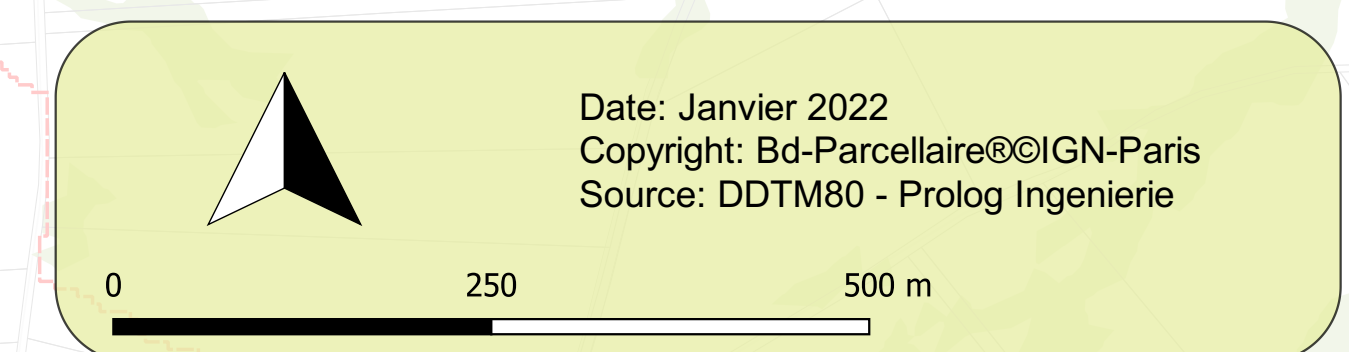 Date: Janvier 2022
Copyright: Bd-Parcellaire®©IGN-Paris
Source: DDTM80 - Prolog Ingenierie
0 250 500 m